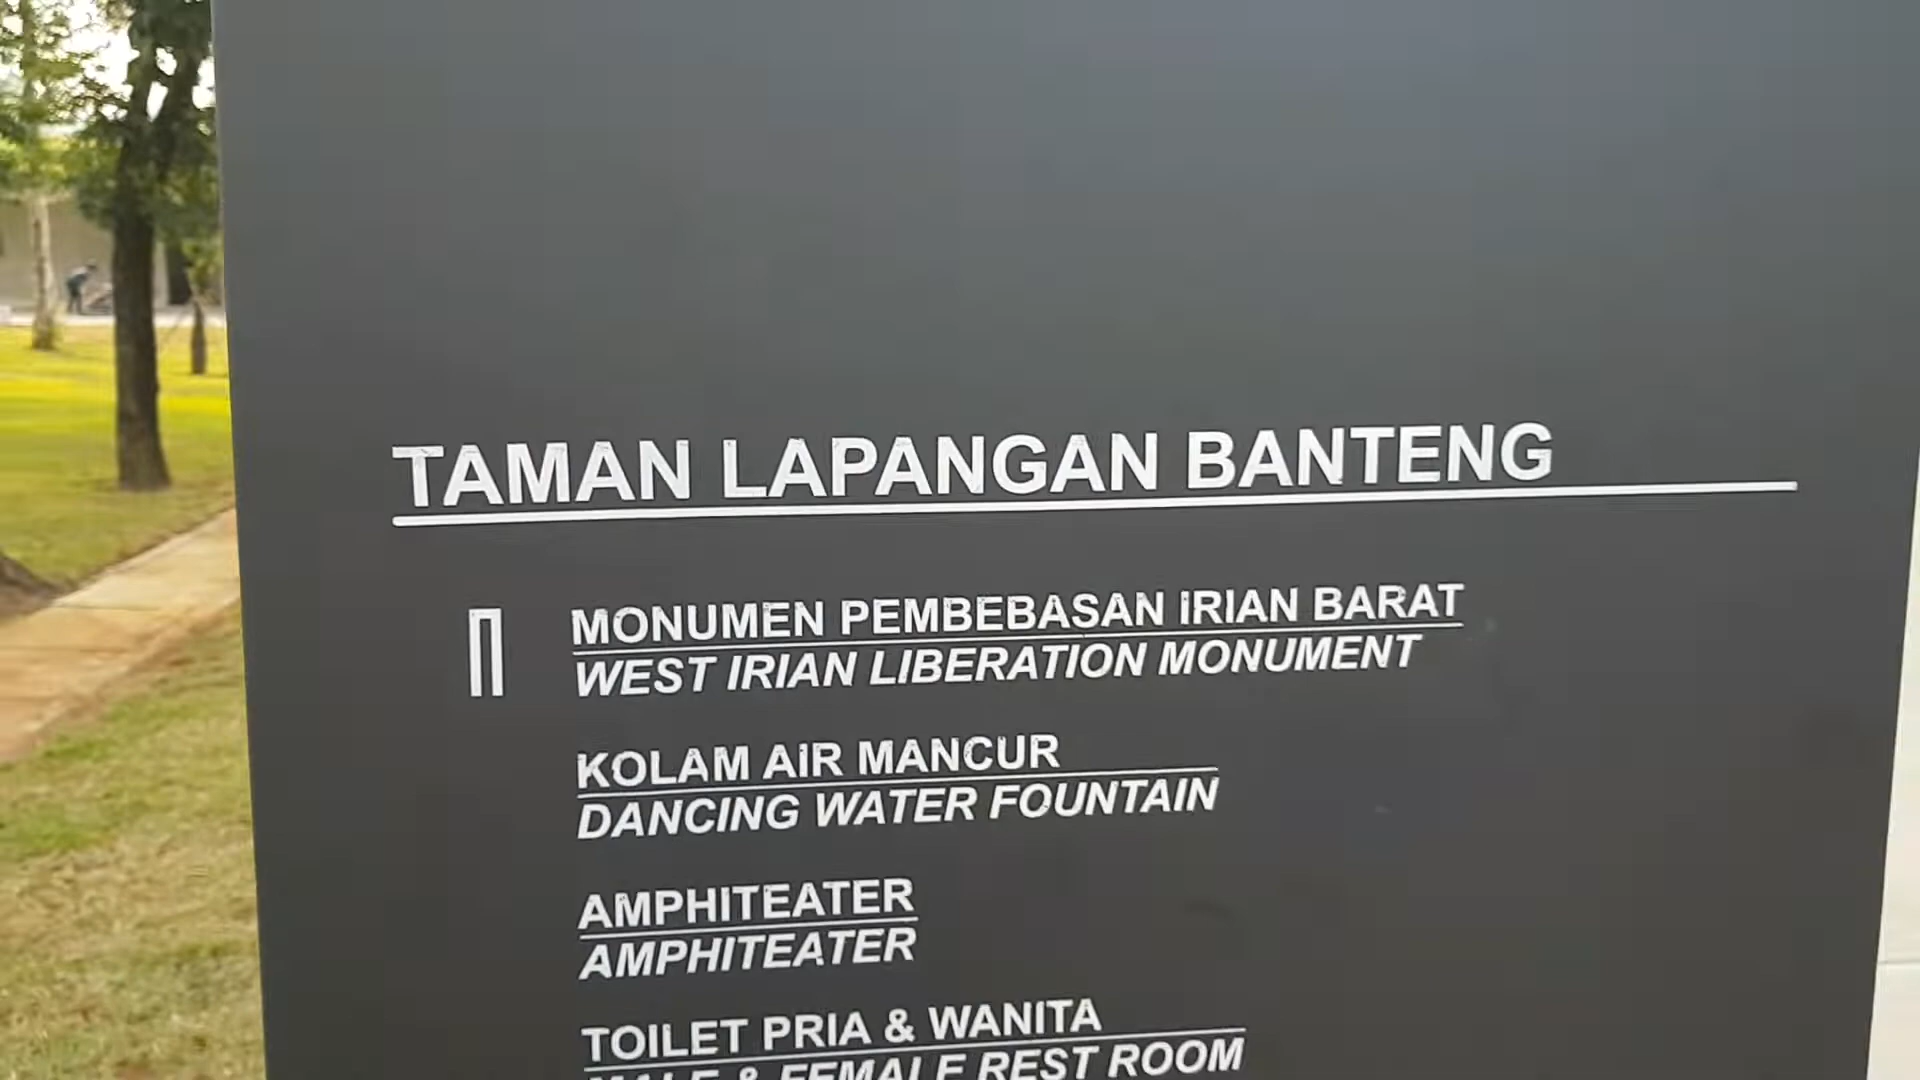 TAMAN LAPANGAN BANTENG
MONUMEN PEMBEBASAN IRIAN BARAT
WEST IRIAN LIBERATION MONUMENT
KOLAM AIR MANCUR
DANCING WATER FOUNTAIN
AMPHITEATER
AMPHITEATER
TOILET PRIA & WANITA
MALE & FEMALE REST ROOM